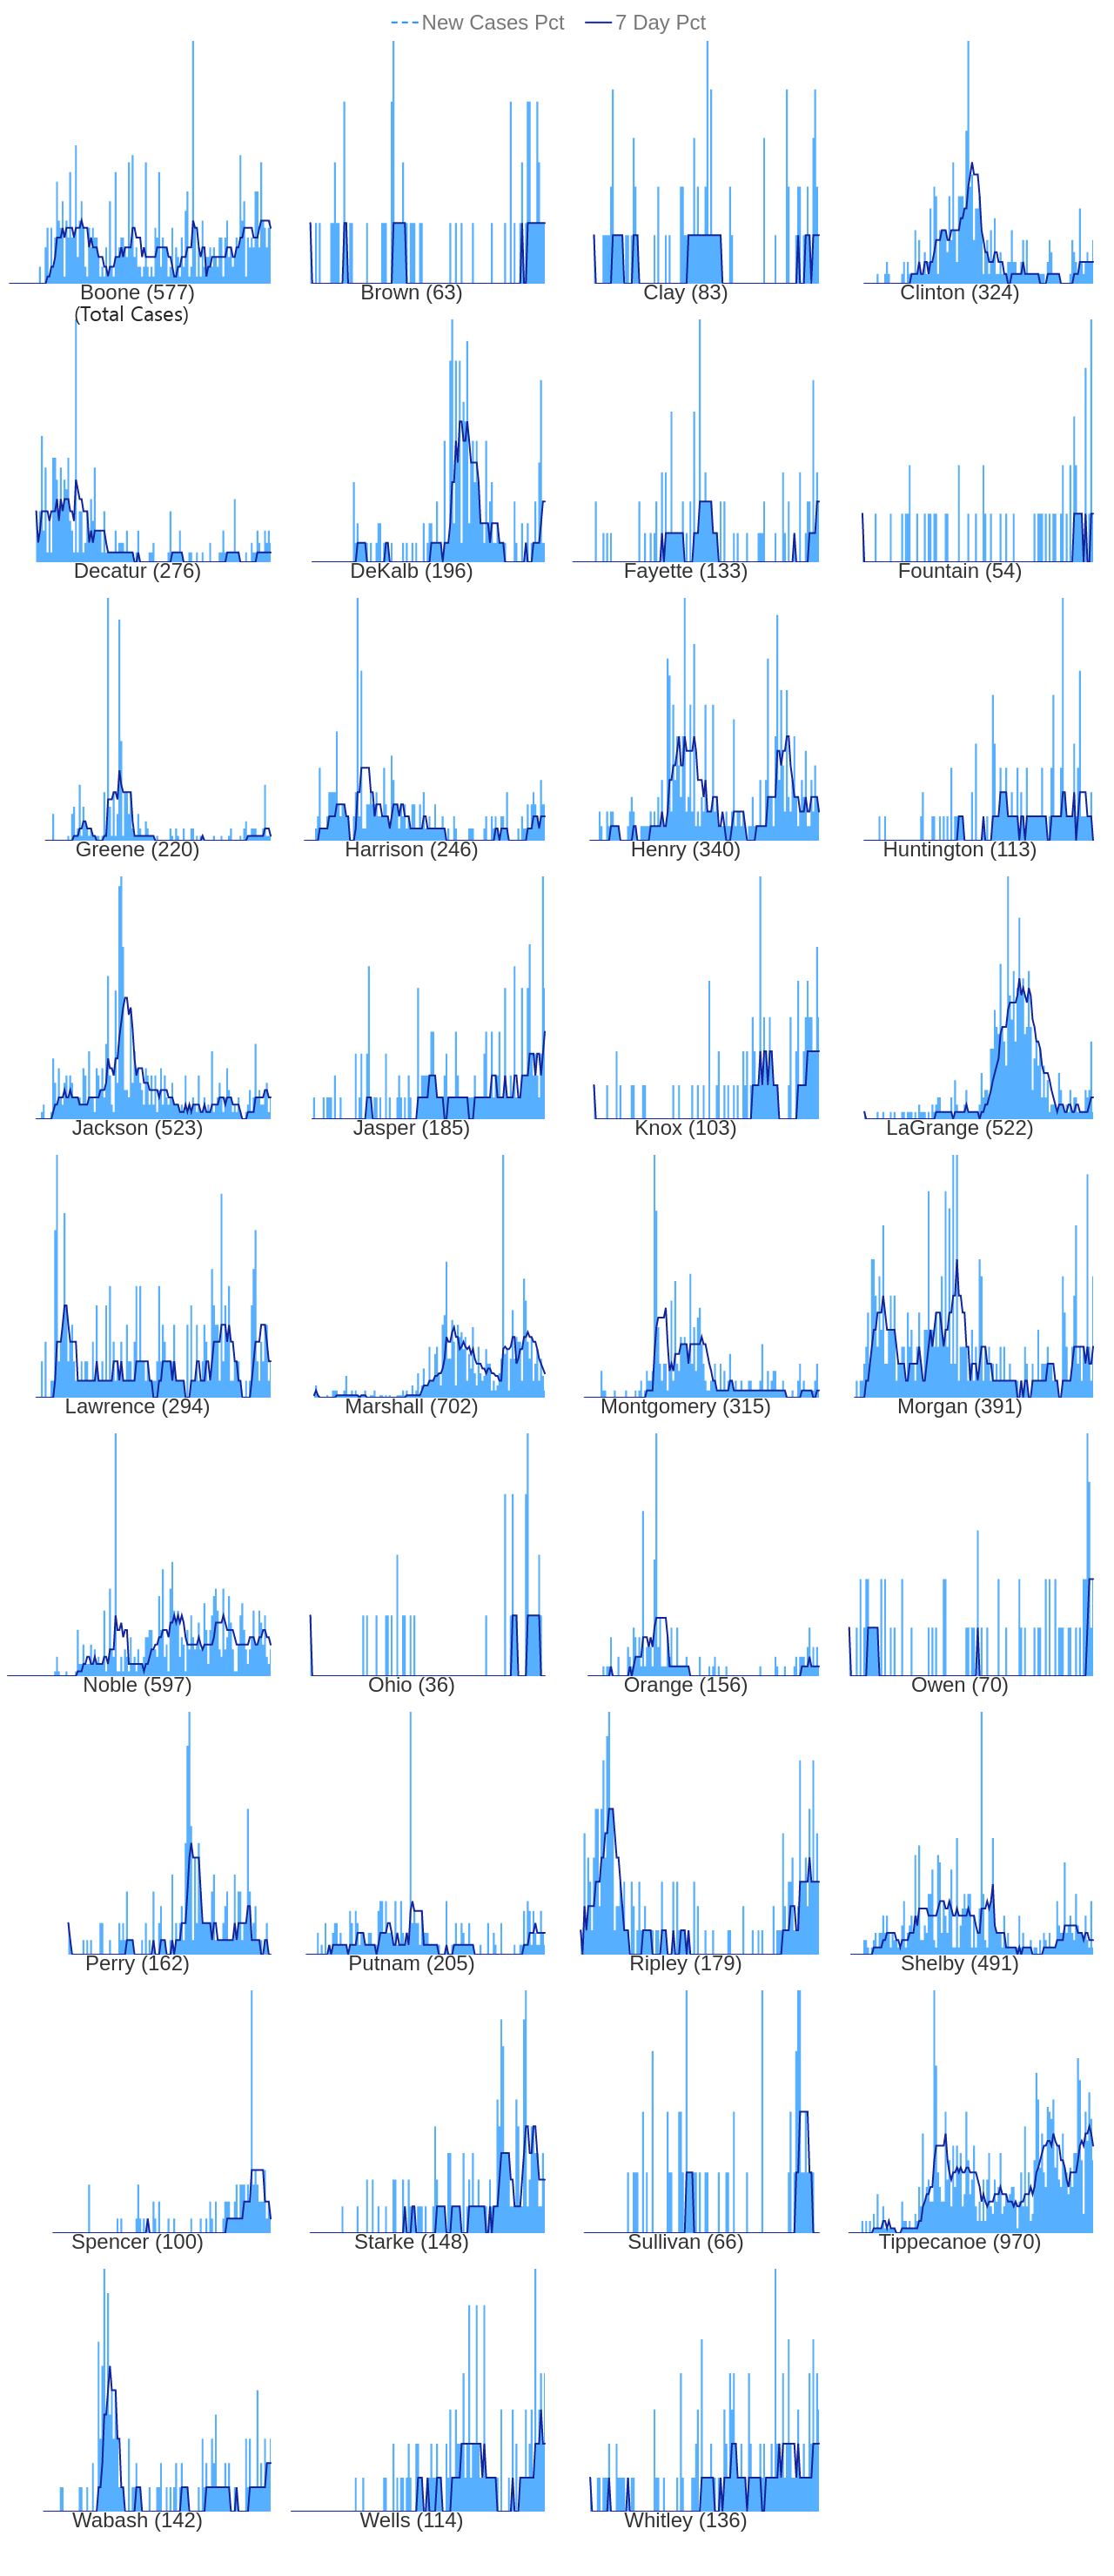 New Cases Pct 7 Day Pct
Boone (577) Brown (63) Clay (83) Clinton (324)
(Total Cases)
Decatur (276) DeKalb (196) Fayette (133) Fountain (54)
Greene (220) Harrison (246) Henry (340) Huntington (113)
Jackson (523) Jasper (185) Knox (103) LaGrange (522)
Lawrence (294) Marshall (702) Montgomery (315) Morgan (391)
Noble (597) Ohio (36) Orange (156) Owen (70)
Perry (162) Putnam (205) Ripley (179) Shelby (491)
Spencer (100) Starke (148) Sullivan (66) Tippecanoe (970)
Wabash (142) Wells (114) Whitley (136)